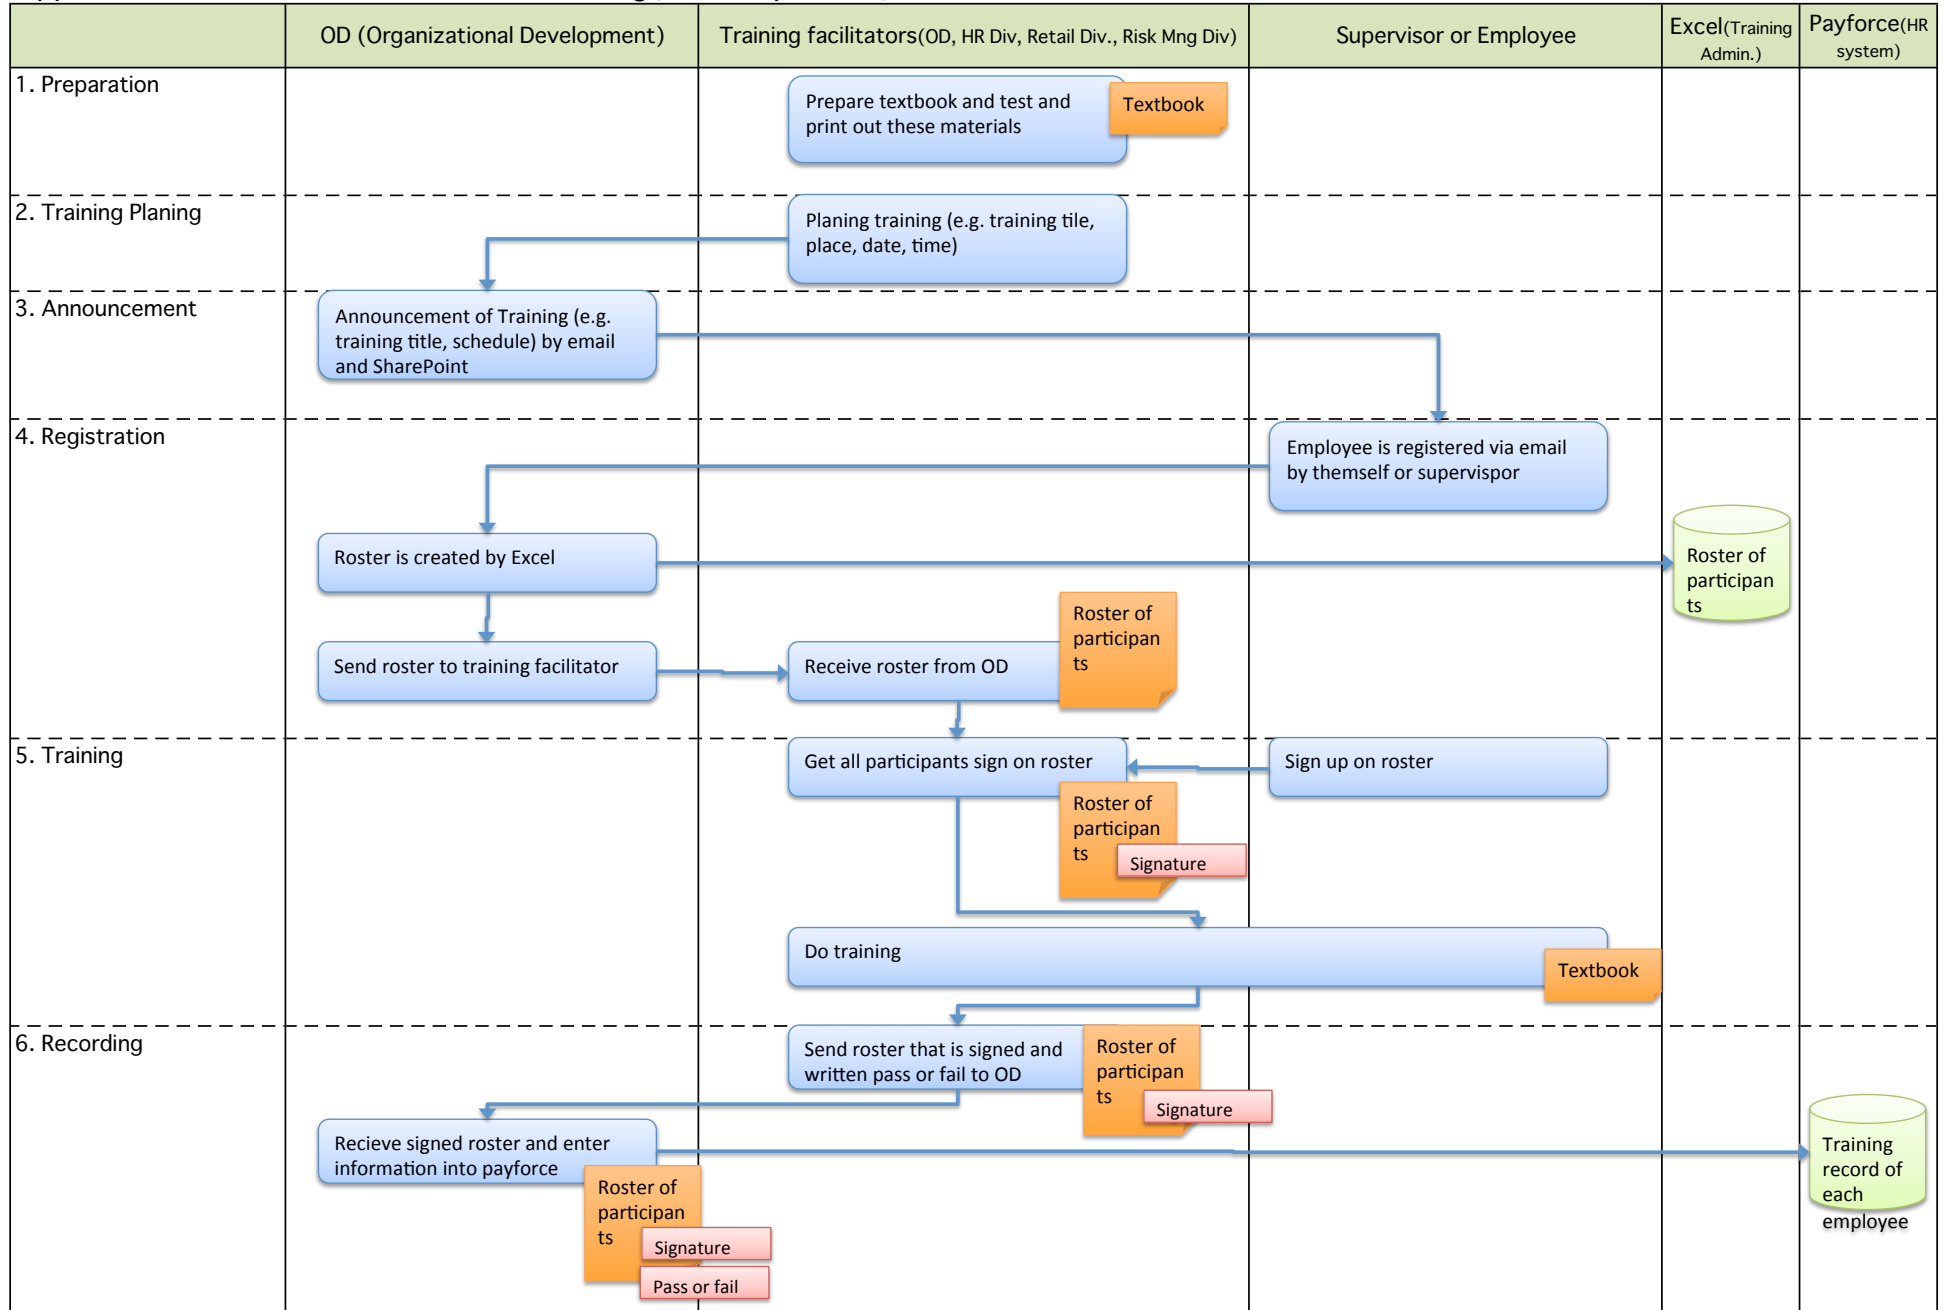 OD (Organizational Development)
Training facilitators(OD, HR Div, Retail Div., Risk Mng Div)
Supervisor or Employee
Excel(Training
Admin.)
Payforce(HR
system)
1. Preparation
Prepare textbook and test and
print out these materials
Textbook
2. Training Planing
Planing training (e.g. training tile,
place, date, time)
3. Announcement
Announcement of Training (e.g.
training title, schedule) by email
and SharePoint
4. Registration
Employee is registered via email
by themself or supervispor
Roster is created by Excel
Roster of
participan
ts
Send roster to training facilitator
Receive roster from OD
Roster of
participan
ts
5. Training
Get all participants sign on roster
Sign up on roster
Roster of
participan
ts
Signature
Do training
Textbook
6. Recording
Send roster that is signed and
written pass or fail to OD
Roster of
participan
ts
Signature
Recieve signed roster and enter
information into payforce
Roster of
participan
ts
Signature
Pass or fail
Training
record of
each
employee